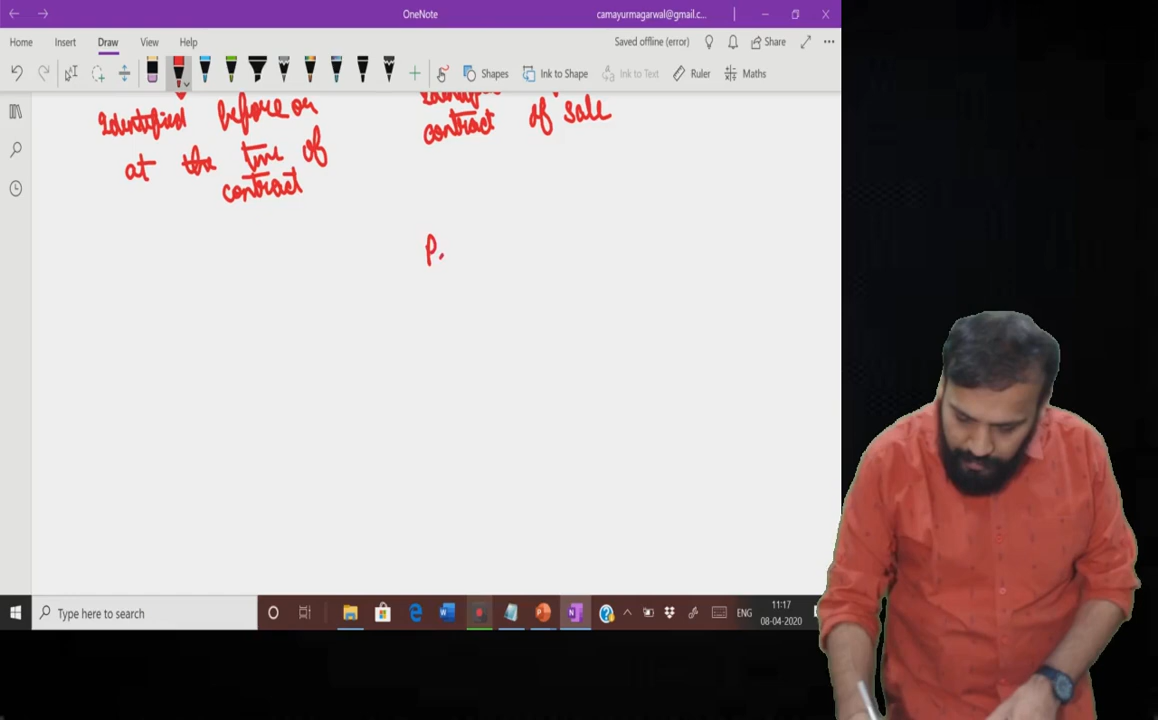 OneNote
camayurmagarwal@gmail.c...
Home Insert Draw View Help
Saved offline (error)
Share
Shapes
Ink to Shape
Ink to Text
Ruler
Maths
Identified before or
at the time of
contract
contract of sale
P.
Type here to search
ENG
11:17
08-04-2020